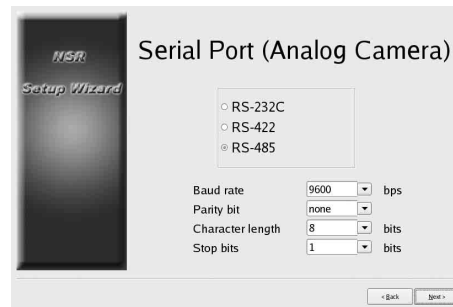 NSR
Setup Wizard
Serial Port (Analog Camera)
RS-232C
RS-422
RS-485
Baud rate 9600 bps
Parity bit none
Character length 8 bits
Stop bits 1 bits
< Back Next >